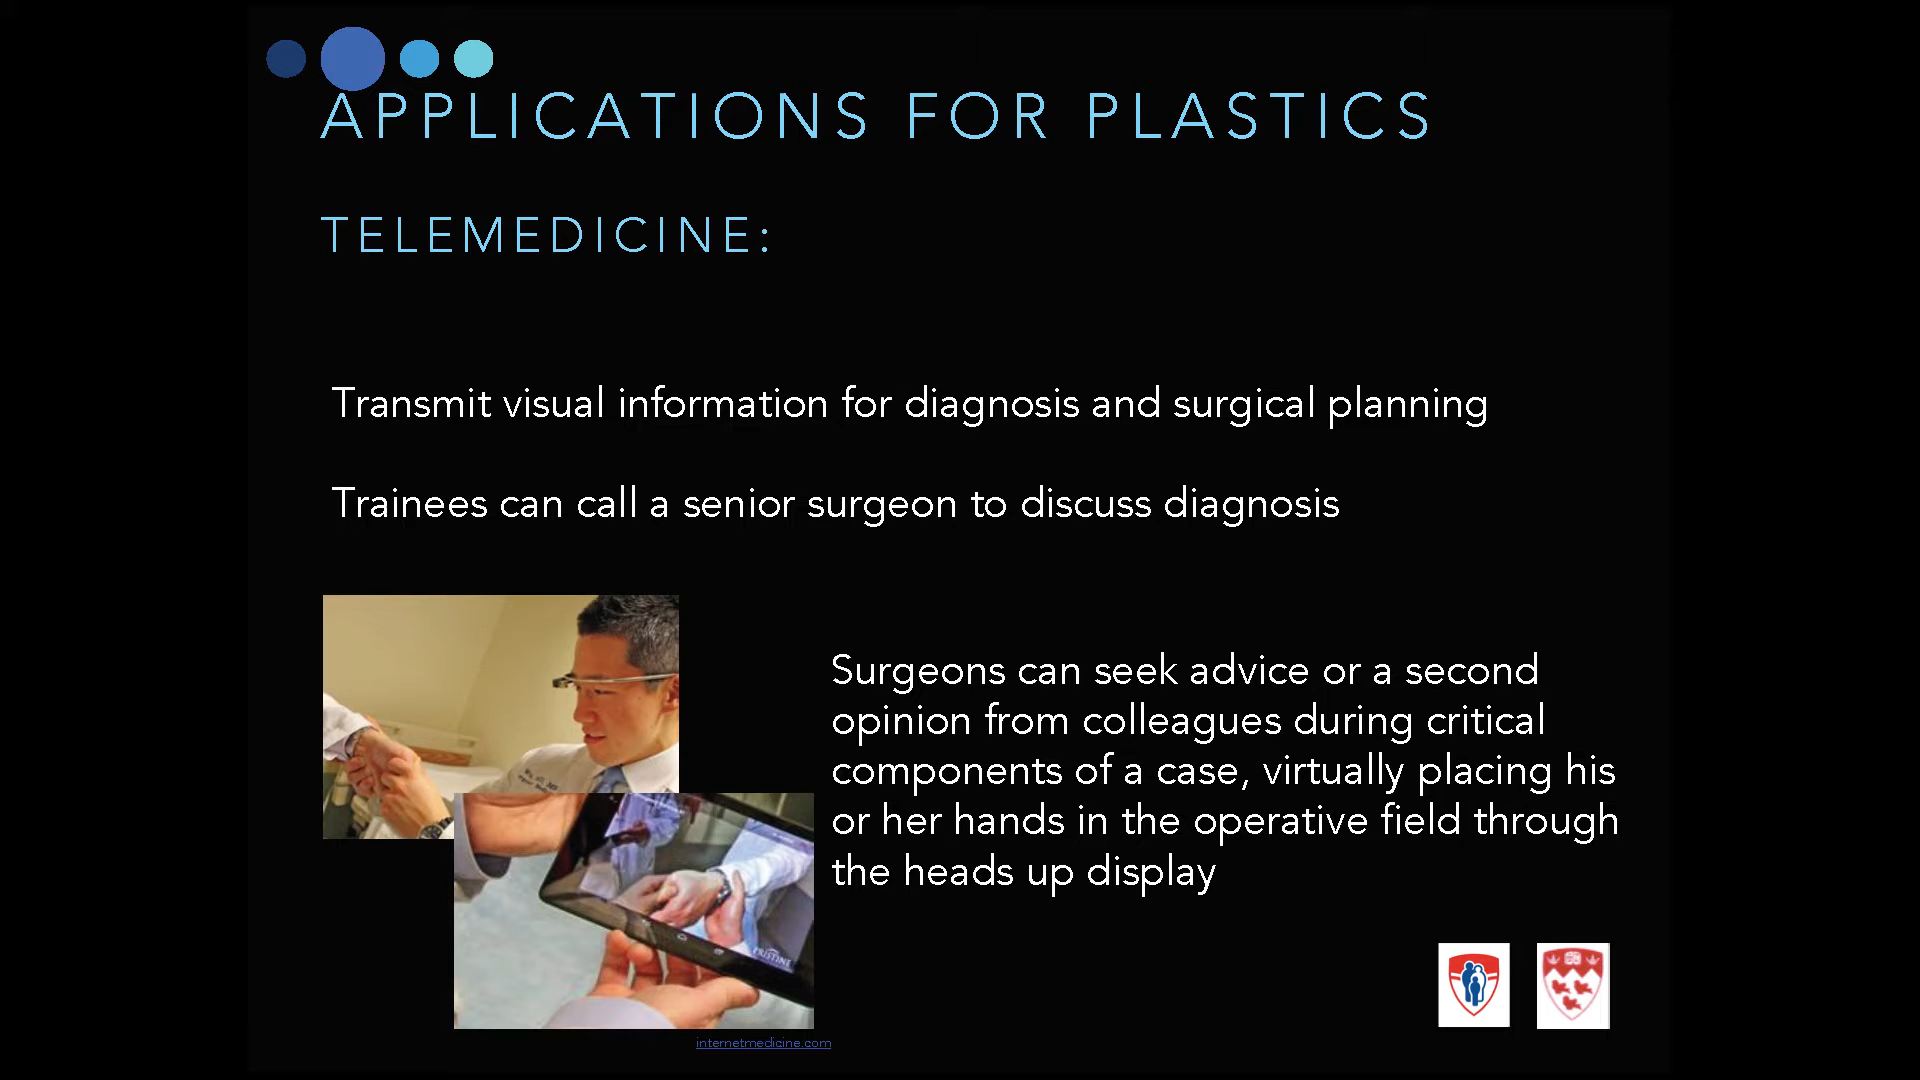 APPLICATIONS FOR PLASTICS
TELEMEDICINE:
Transmit visual information for diagnosis and surgical planning
Trainees can call a senior surgeon to discuss diagnosis
Surgeons can seek advice or a second
opinion from colleagues during critical
components of a case, virtually placing his
or her hands in the operative field through
the heads up display
PRISTINE
internetmedicine.com